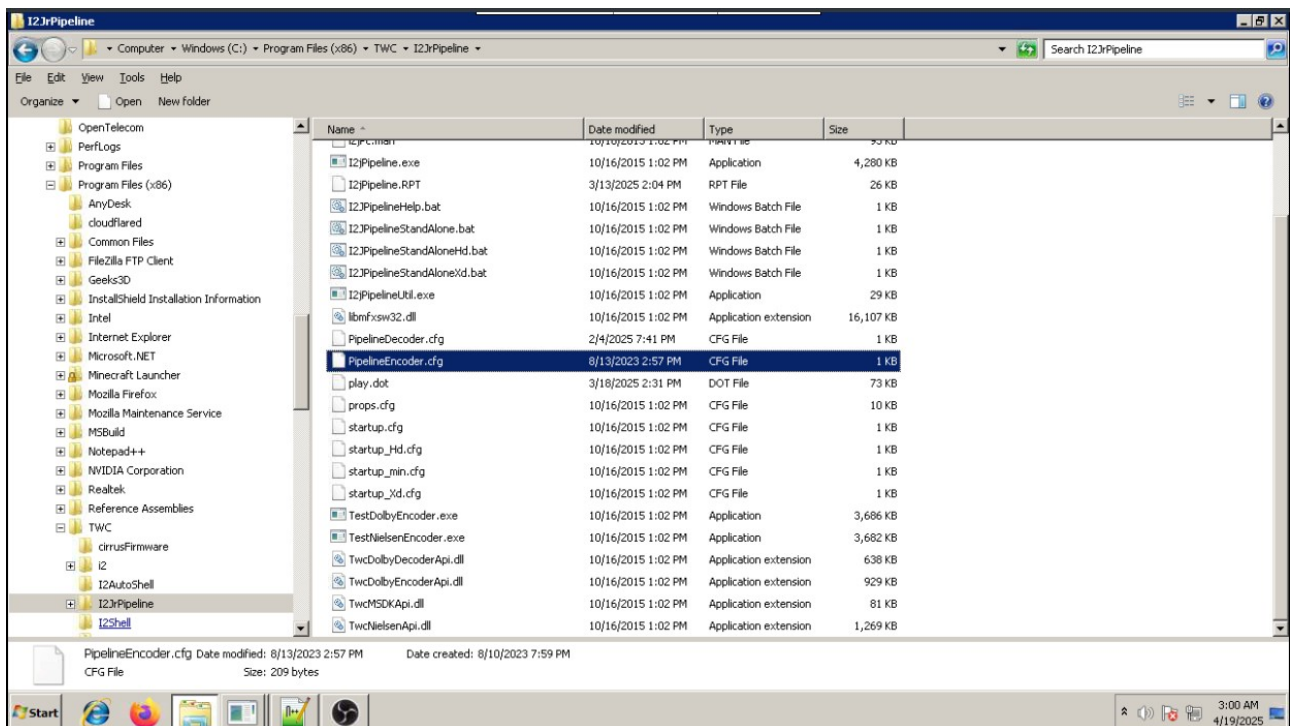 I2JrPipeline
Computer ▾ Windows (C:) ▾ Program Files (x86) ▾ TWC ▾ I2JrPipeline ▾
Search I2JrPipeline
File Edit View Tools Help
Organize ▾ Open New folder
OpenTelecom
PerfLogs
Program Files
Program Files (x86)
AnyDesk
cloudflared
Common Files
FileZilla FTP Client
Geeks3D
InstallShield Installation Information
Intel
Internet Explorer
Microsoft.NET
Minecraft Launcher
Mozilla Firefox
Mozilla Maintenance Service
MSBuild
Notepad++
NVIDIA Corporation
Realtek
Reference Assemblies
TWC
cirrusFirmware
i2
I2AutoShell
I2JrPipeline
I2Shell
Name Date modified Type Size
I2jPipeline.exe 10/16/2015 1:02 PM Application 4,280 KB
I2jPipeline.RPT 3/13/2025 2:04 PM RPT File 26 KB
I2JPipelineHelp.bat 10/16/2015 1:02 PM Windows Batch File 1 KB
I2JPipelineStandAlone.bat 10/16/2015 1:02 PM Windows Batch File 1 KB
I2JPipelineStandAloneHd.bat 10/16/2015 1:02 PM Windows Batch File 1 KB
I2JPipelineStandAloneXd.bat 10/16/2015 1:02 PM Windows Batch File 1 KB
I2jPipelineUtil.exe 10/16/2015 1:02 PM Application 29 KB
libmfxsw32.dll 10/16/2015 1:02 PM Application extension 16,107 KB
PipelineDecoder.cfg 2/4/2025 7:41 PM CFG File 1 KB
PipelineEncoder.cfg 8/13/2023 2:57 PM CFG File 1 KB
play.dot 3/18/2025 2:31 PM DOT File 73 KB
props.cfg 10/16/2015 1:02 PM CFG File 10 KB
startup.cfg 10/16/2015 1:02 PM CFG File 1 KB
startup_Hd.cfg 10/16/2015 1:02 PM CFG File 1 KB
startup_min.cfg 10/16/2015 1:02 PM CFG File 1 KB
startup_Xd.cfg 10/16/2015 1:02 PM CFG File 1 KB
TestDolbyEncoder.exe 10/16/2015 1:02 PM Application 3,686 KB
TestNielsenEncoder.exe 10/16/2015 1:02 PM Application 3,682 KB
TwcDolbyDecoderApi.dll 10/16/2015 1:02 PM Application extension 638 KB
TwcDolbyEncoderApi.dll 10/16/2015 1:02 PM Application extension 929 KB
TwcMSDKApi.dll 10/16/2015 1:02 PM Application extension 81 KB
TwcNielsenApi.dll 10/16/2015 1:02 PM Application extension 1,269 KB
PipelineEncoder.cfg Date modified: 8/13/2023 2:57 PM Date created: 8/10/2023 7:59 PM
CFG File Size: 209 bytes
Start
3:00 AM
4/19/2025